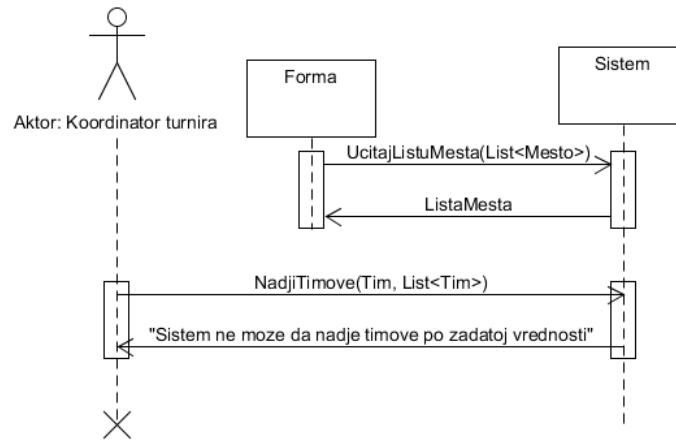 Forma
Sistem
Aktor: Koordinator turnira
UcitajListuMesta(List<Mesto>)
ListaMesta
NadjiTimove(Tim, List<Tim>)
"Sistem ne moze da nadje timove po zadatoj vrednosti"